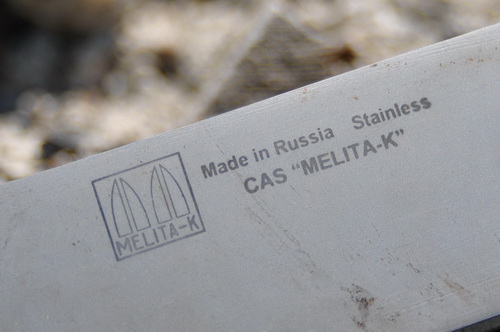 MELITA-K
Made in Russia Stainless
CAS "MELITA-K"